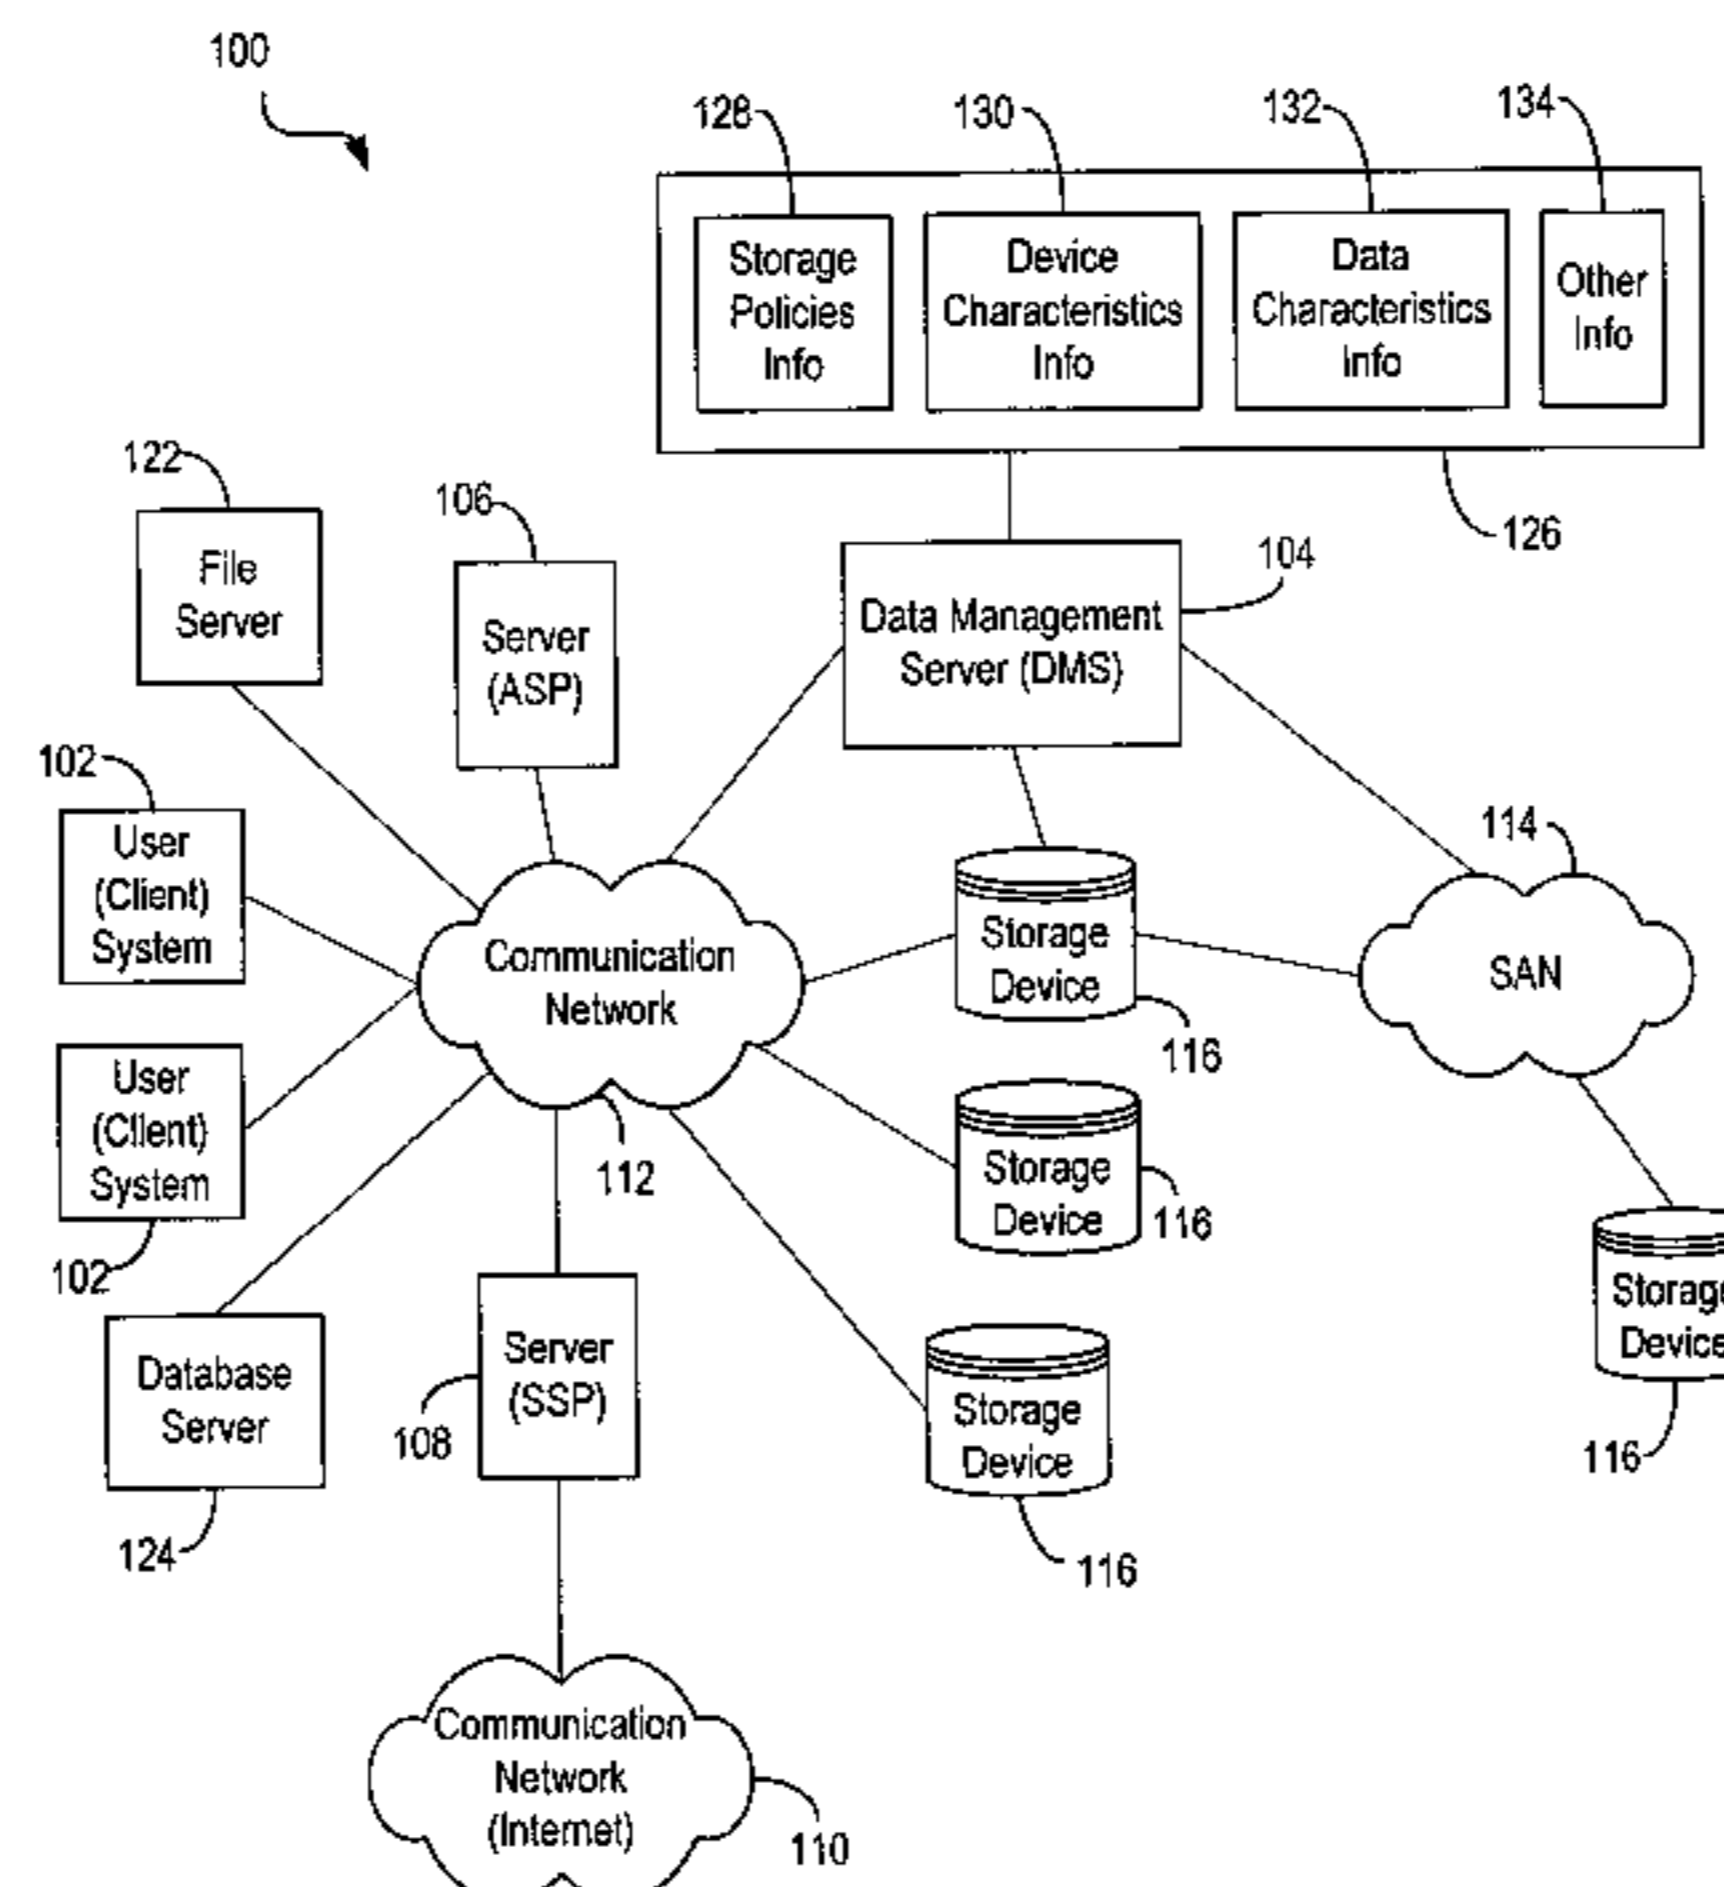 100
128
130
132
134
Storage
Policies
Info
Device
Characteristics
Info
Data
Characteristics
Info
Other
Info
126
122
File
Server
106
Server
(ASP)
104
Data Management
Server (DMS)
102
User
(Client)
System
114
SAN
Communication
Network
112
Storage
Device
116
User
(Client)
System
102
Storage
Device
116
Storage
Device
116
Database
Server
124
Server
(SSP)
108
Storage
Device
116
Communication
Network
(Internet)
110